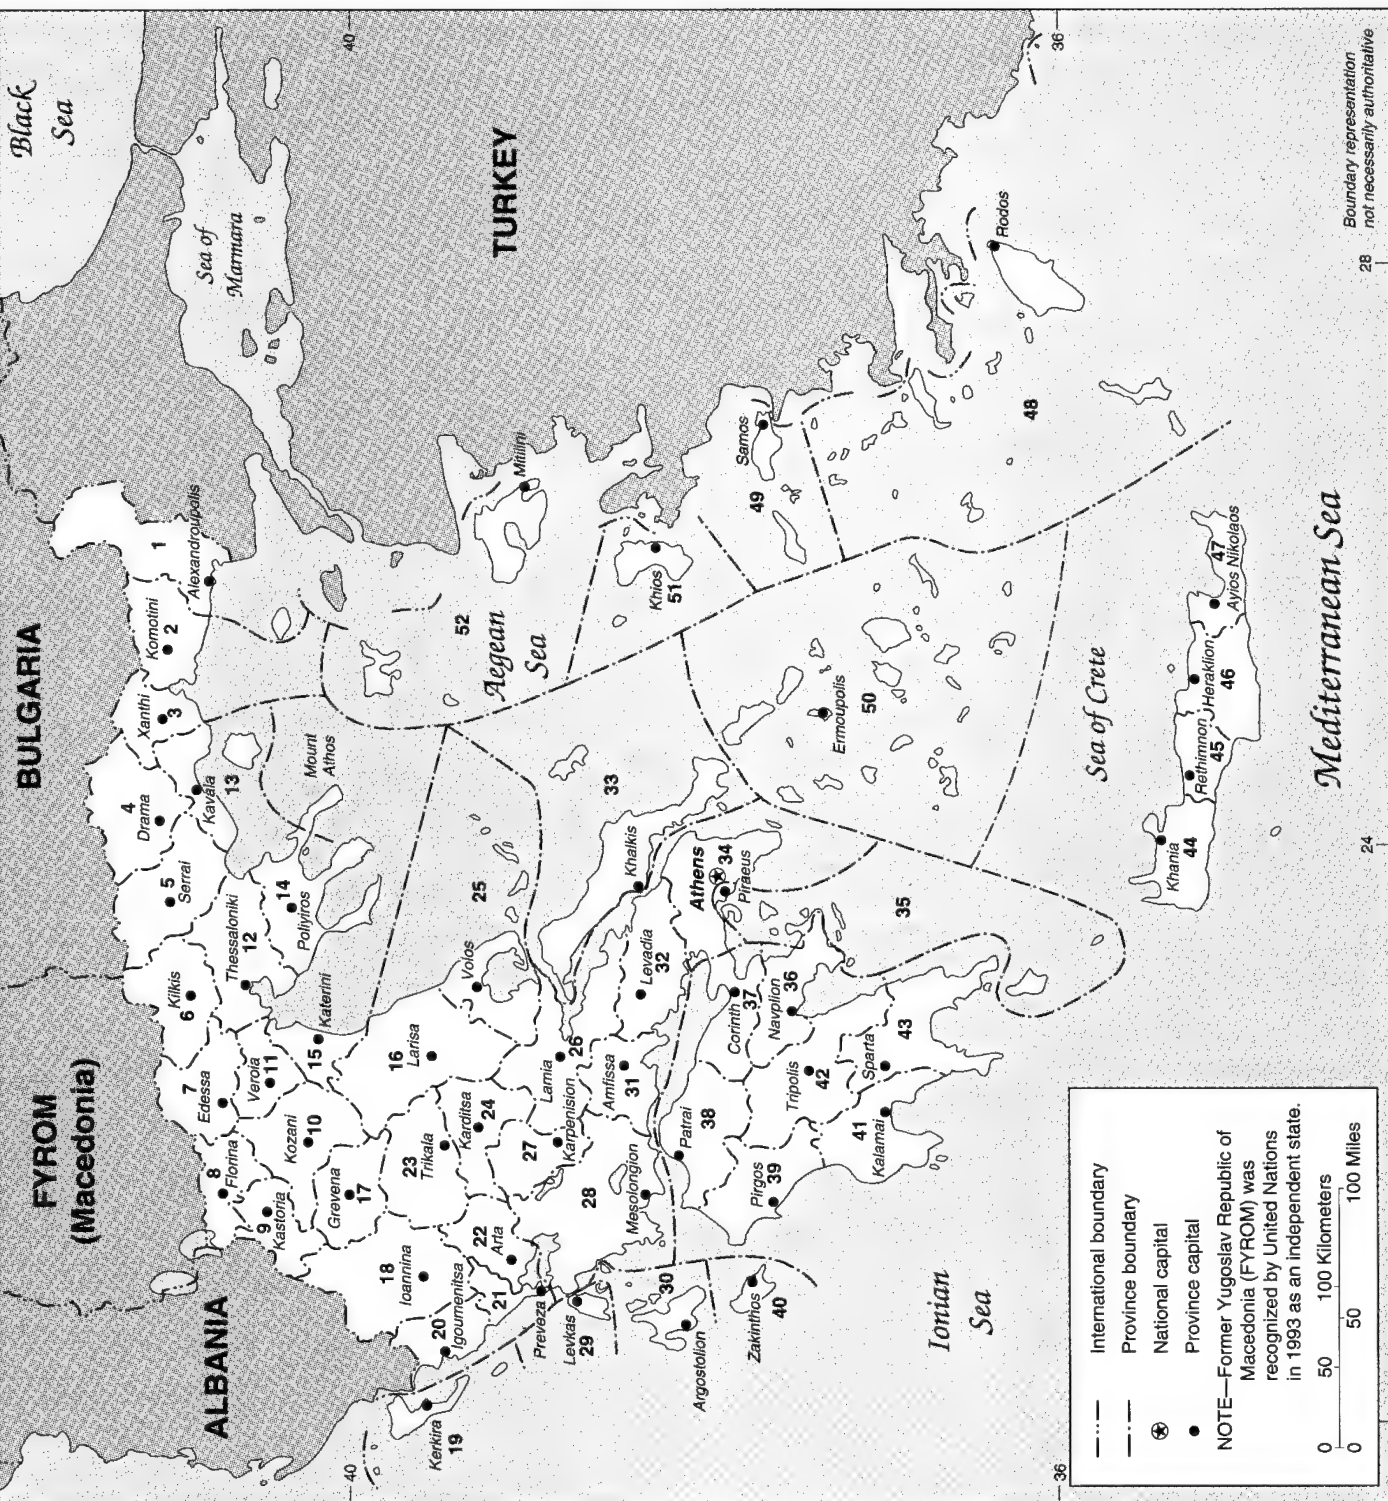 BULGARIA
FYROM
(Macedonia)
ALBANIA
TURKEY
Black
Sea
Sea of
Marmara
Aegean
Sea
Sea of Crete
Mediterranean Sea
Ionian
Sea
40
40
36
36
28
24
1
Alexandroupolis
Komotini
2
Xanthi
3
4
Drama
5
Serrai
Kilkis
6
7
Edessa
8
Florina
9
Kastoria
Kozani
10
Veroia
11
Thessaloniki
12
Kavala
13
14
Poliyiros
Mount
Athos
15
Katerini
16
Larisa
Volos
Grevena
17
18
Ioannina
Kerkira
19
20
Igoumenitsa
21
Preveza
22
Arta
23
Trikala
Karditsa
24
25
Lamia
26
27
Karpenision
28
Mesolongion
Levkas
29
30
Argostolion
Amfissa
31
Levadia
32
33
Khalkis
Athens
34
Piraeus
35
Navplion
36
Corinth
37
Patrai
38
Pirgos
39
Zakinthos
40
41
Kalamai
Tripolis
42
Sparta
43
Khania
44
Rethimnon
45
Heraklion
46
47
Ayios Nikolaos
48
Rodos
Samos
49
Ermoupolis
50
Khios
51
52
Mitilini
International boundary
Province boundary
National capital
Province capital
NOTE—Former Yugoslav Republic of
Macedonia (FYROM) was
recognized by United Nations
in 1993 as an independent state.
0 50 100 Kilometers
0 50 100 Miles
Boundary representation
not necessarily authoritative